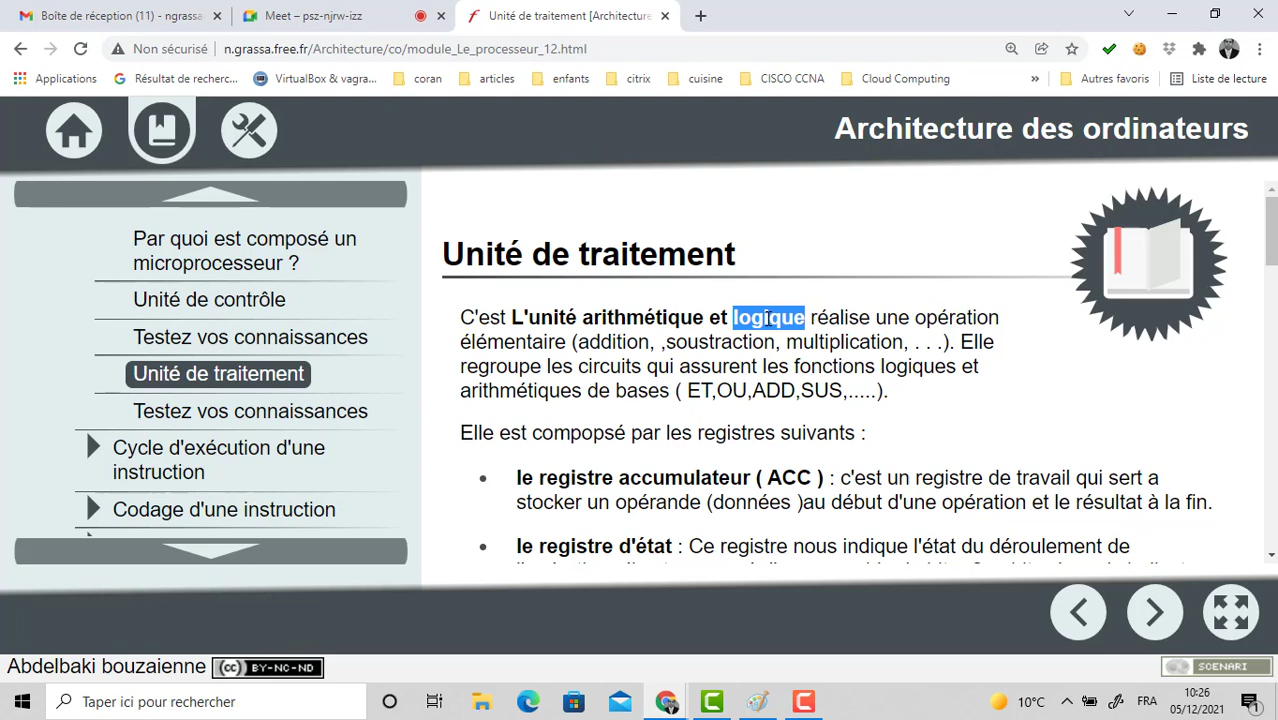 Boîte de réception (11) - ngrassa
Meet – psz-njrw-izz
Unité de traitement [Architecture
Non sécurisé
n.grassa.free.fr/Architecture/co/module_Le_processeur_12.html
Applications
Résultat de recherc...
VirtualBox & vagra...
coran
articles
enfants
citrix
cuisine
CISCO CCNA
Cloud Computing
»
Autres favoris
Liste de lecture
Architecture des ordinateurs
Par quoi est composé un
microprocesseur ?
Unité de contrôle
Testez vos connaissances
Unité de traitement
Testez vos connaissances
Cycle d'exécution d'une
instruction
Codage d'une instruction
Unité de traitement
C'est L'unité arithmétique et logique réalise une opération
élémentaire (addition, ,soustraction, multiplication, . . .). Elle
regroupe les circuits qui assurent les fonctions logiques et
arithmétiques de bases ( ET,OU,ADD,SUS,.....).
Elle est compopsé par les registres suivants :
le registre accumulateur ( ACC ) : c'est un registre de travail qui sert a
stocker un opérande (données )au début d'une opération et le résultat à la fin.
le registre d'état : Ce registre nous indique l'état du déroulement de
Abdelbaki bouzaienne
cc BY-NC-ND
SCENARI
Taper ici pour rechercher
10°C
FRA
10:26
05/12/2021
1